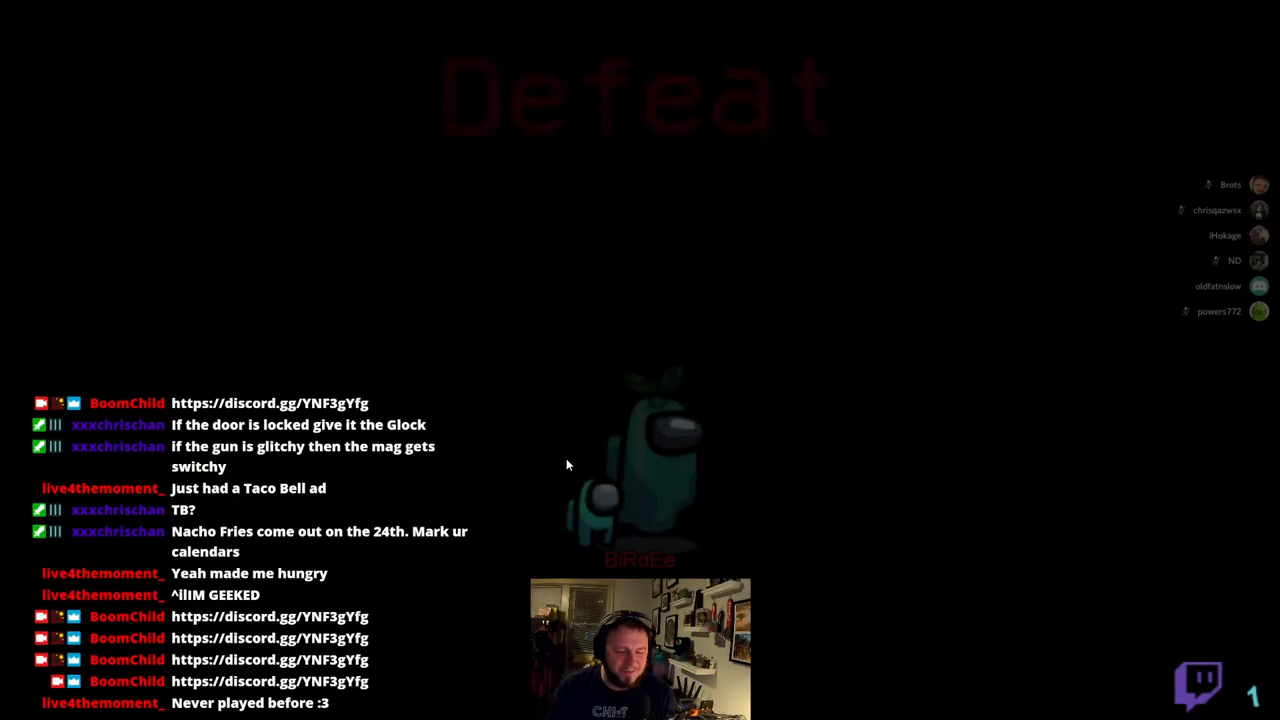 Defeat
Brots
chrisqazwsx
iHokage
ND
oldfatnslow
powers772
BoomChild https://discord.gg/YNF3gYfg
xxxchrischan If the door is locked give it the Glock
xxxchrischan if the gun is glitchy then the mag gets
switchy
live4themoment_ Just had a Taco Bell ad
xxxchrischan TB?
xxxchrischan Nacho Fries come out on the 24th. Mark ur
calendars
live4themoment_ Yeah made me hungry
live4themoment_ ^ilIM GEEKED
BoomChild https://discord.gg/YNF3gYfg
BoomChild https://discord.gg/YNF3gYfg
BoomChild https://discord.gg/YNF3gYfg
BoomChild https://discord.gg/YNF3gYfg
live4themoment_ Never played before :3
BiRdEe
1